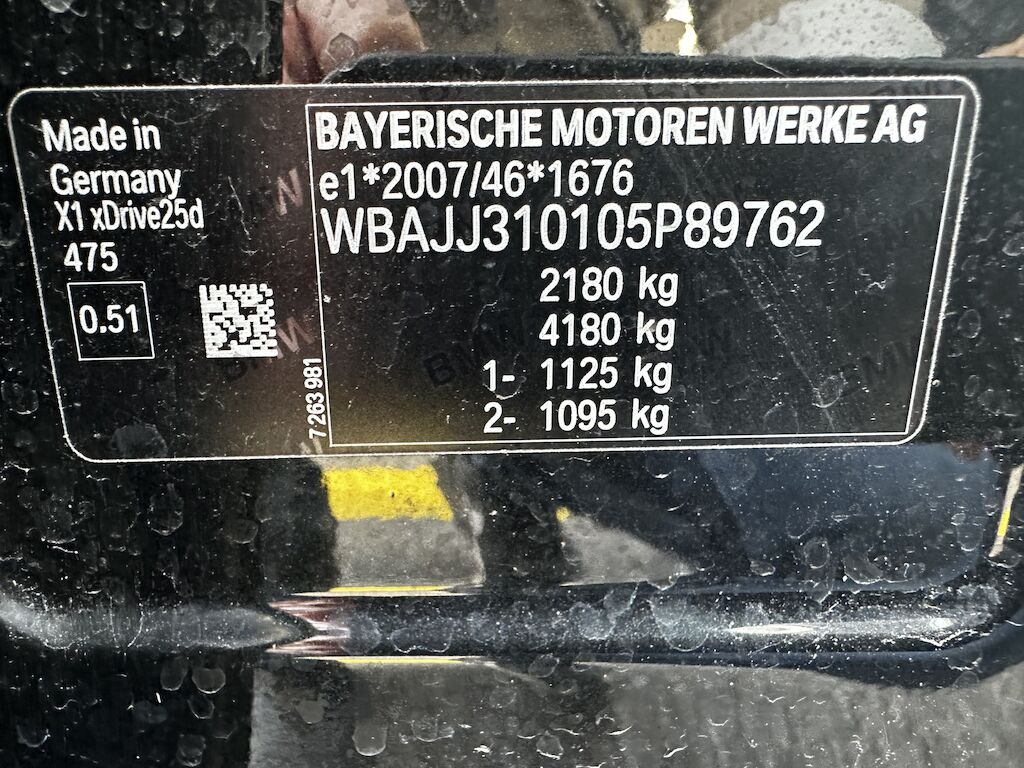 Made in
Germany
X1 xDrive25d
475
0.51
7 263 981
BAYERISCHE MOTOREN WERKE AG
e1*2007/46*1676
WBAJJ310105P89762
2180 kg
4180 kg
1- 1125 kg
2- 1095 kg